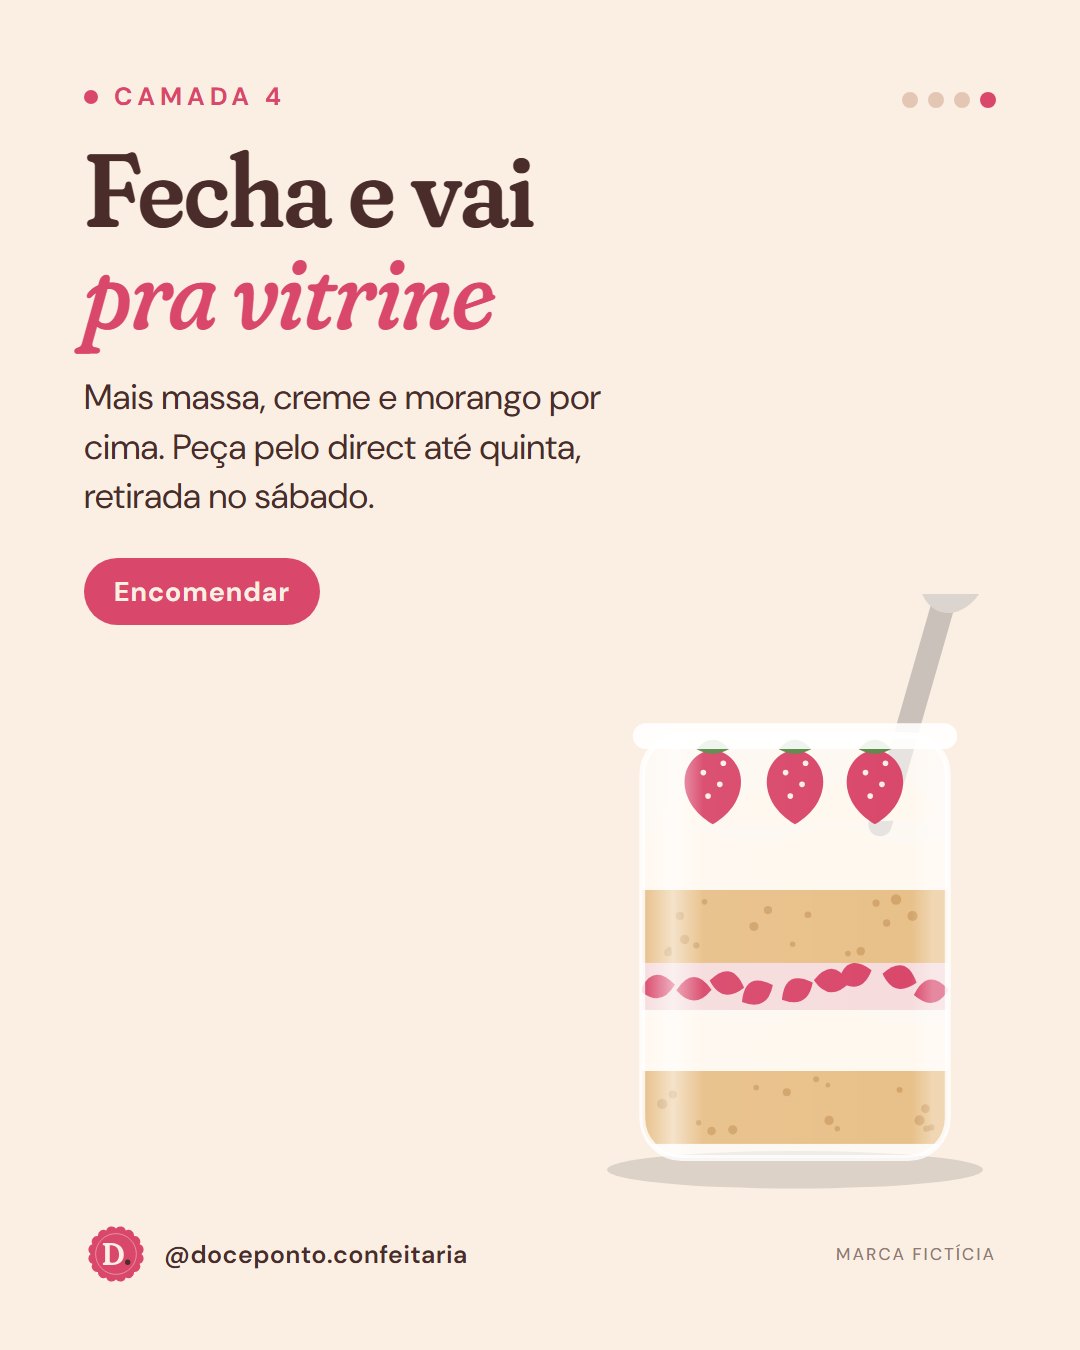 CAMADA 4
Fecha e vai
pra vitrine
Mais massa, creme e morango por
cima. Peça pelo direct até quinta,
retirada no sábado.
Encomendar
D.
@doceponto.confeitaria
MARCA FICTÍCIA